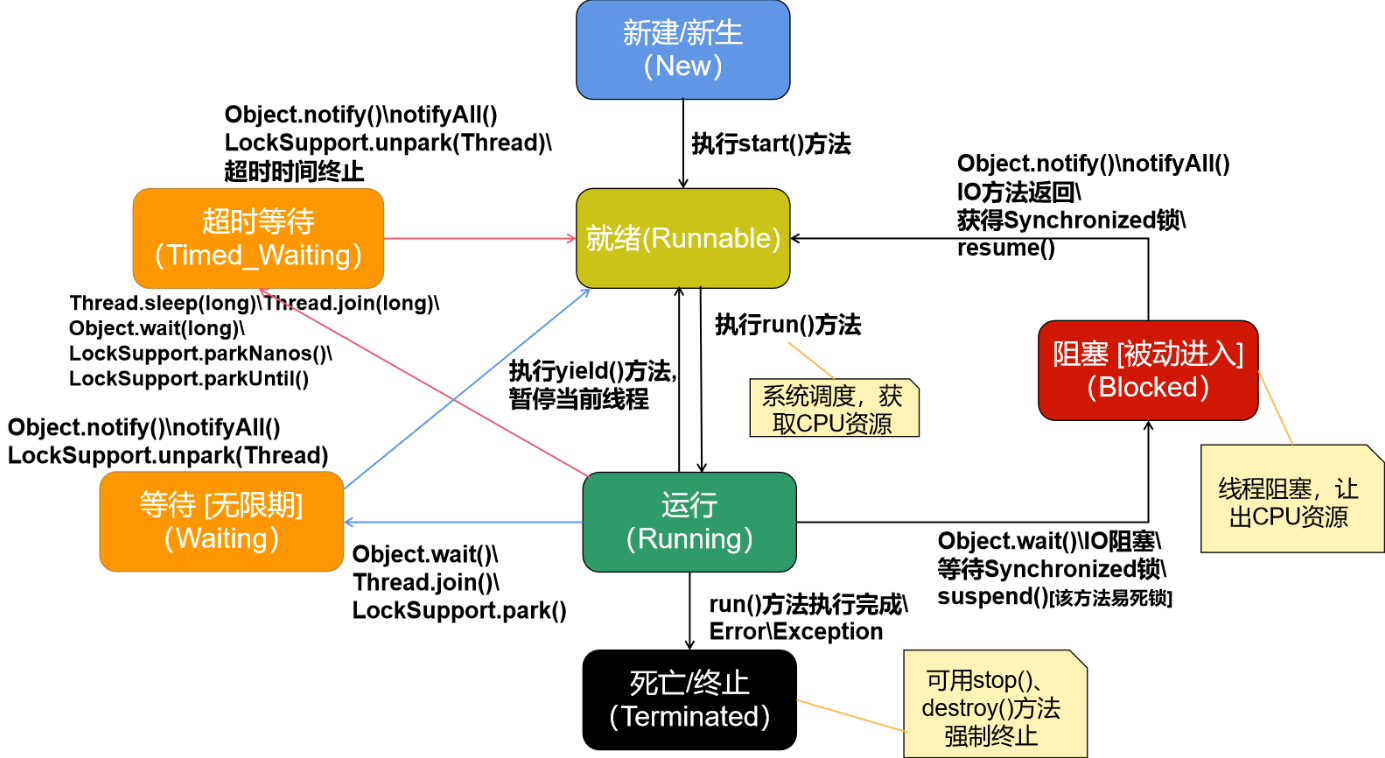 新建/新生
（New）
执行start()方法
Object.notify()\notifyAll()
LockSupport.unpark(Thread)\
超时时间终止
超时等待
（Timed_Waiting）
就绪(Runnable)
Object.notify()\notifyAll()
IO方法返回\
获得Synchronized锁\
resume()
Thread.sleep(long)\Thread.join(long)\
Object.wait(long)\
LockSupport.parkNanos()\
LockSupport.parkUntil()
执行yield()方法,
暂停当前线程
执行run()方法
系统调度，获
取CPU资源
阻塞 [被动进入]
（Blocked）
线程阻塞，让
出CPU资源
Object.notify()\notifyAll()
LockSupport.unpark(Thread)
等待 [无限期]
（Waiting）
Object.wait()\
Thread.join()\
LockSupport.park()
运行
（Running）
Object.wait()\IO阻塞\
等待Synchronized锁\
suspend()[该方法易死锁]
run()方法执行完成\
Error\Exception
死亡/终止
（Terminated）
可用stop()、
destroy()方法
强制终止